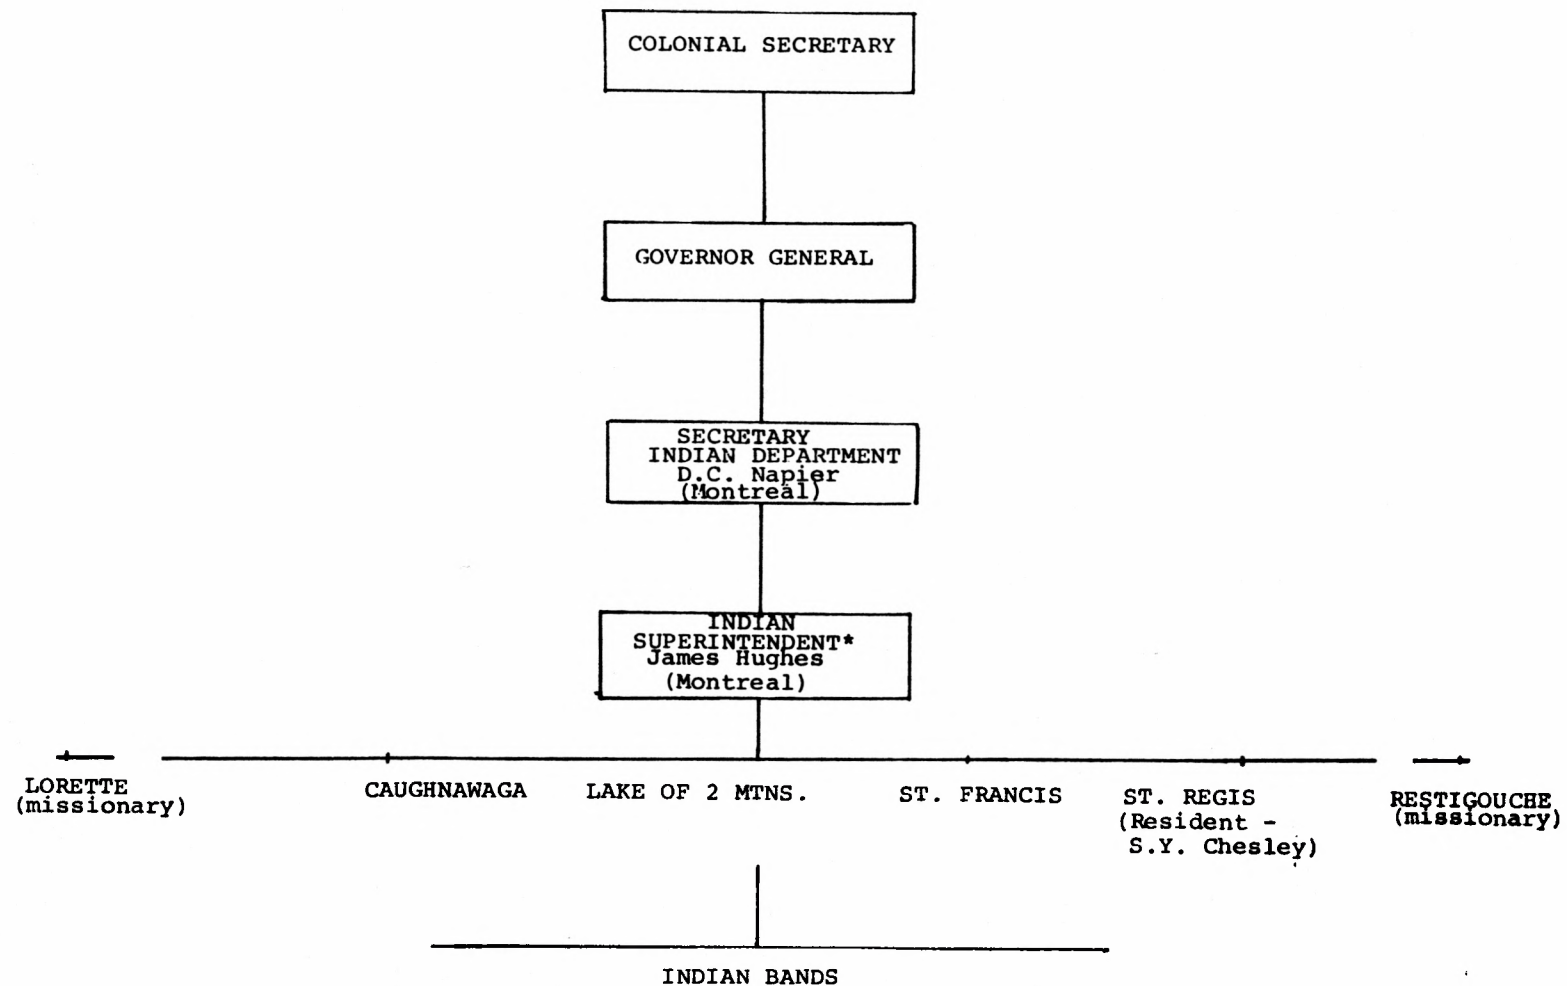 COLONIAL SECRETARY
GOVERNOR GENERAL
SECRETARY
INDIAN DEPARTMENT
D.C. Napier
(Montreal)
INDIAN
SUPERINTENDENT*
James Hughes
(Montreal)
LORETTE
(missionary)
CAUGHNAWAGA
LAKE OF 2 MTNS.
ST. FRANCIS
ST. REGIS
(Resident -
S.Y. Chesley)
RESTIGOUCHE
(missionary)
INDIAN BANDS